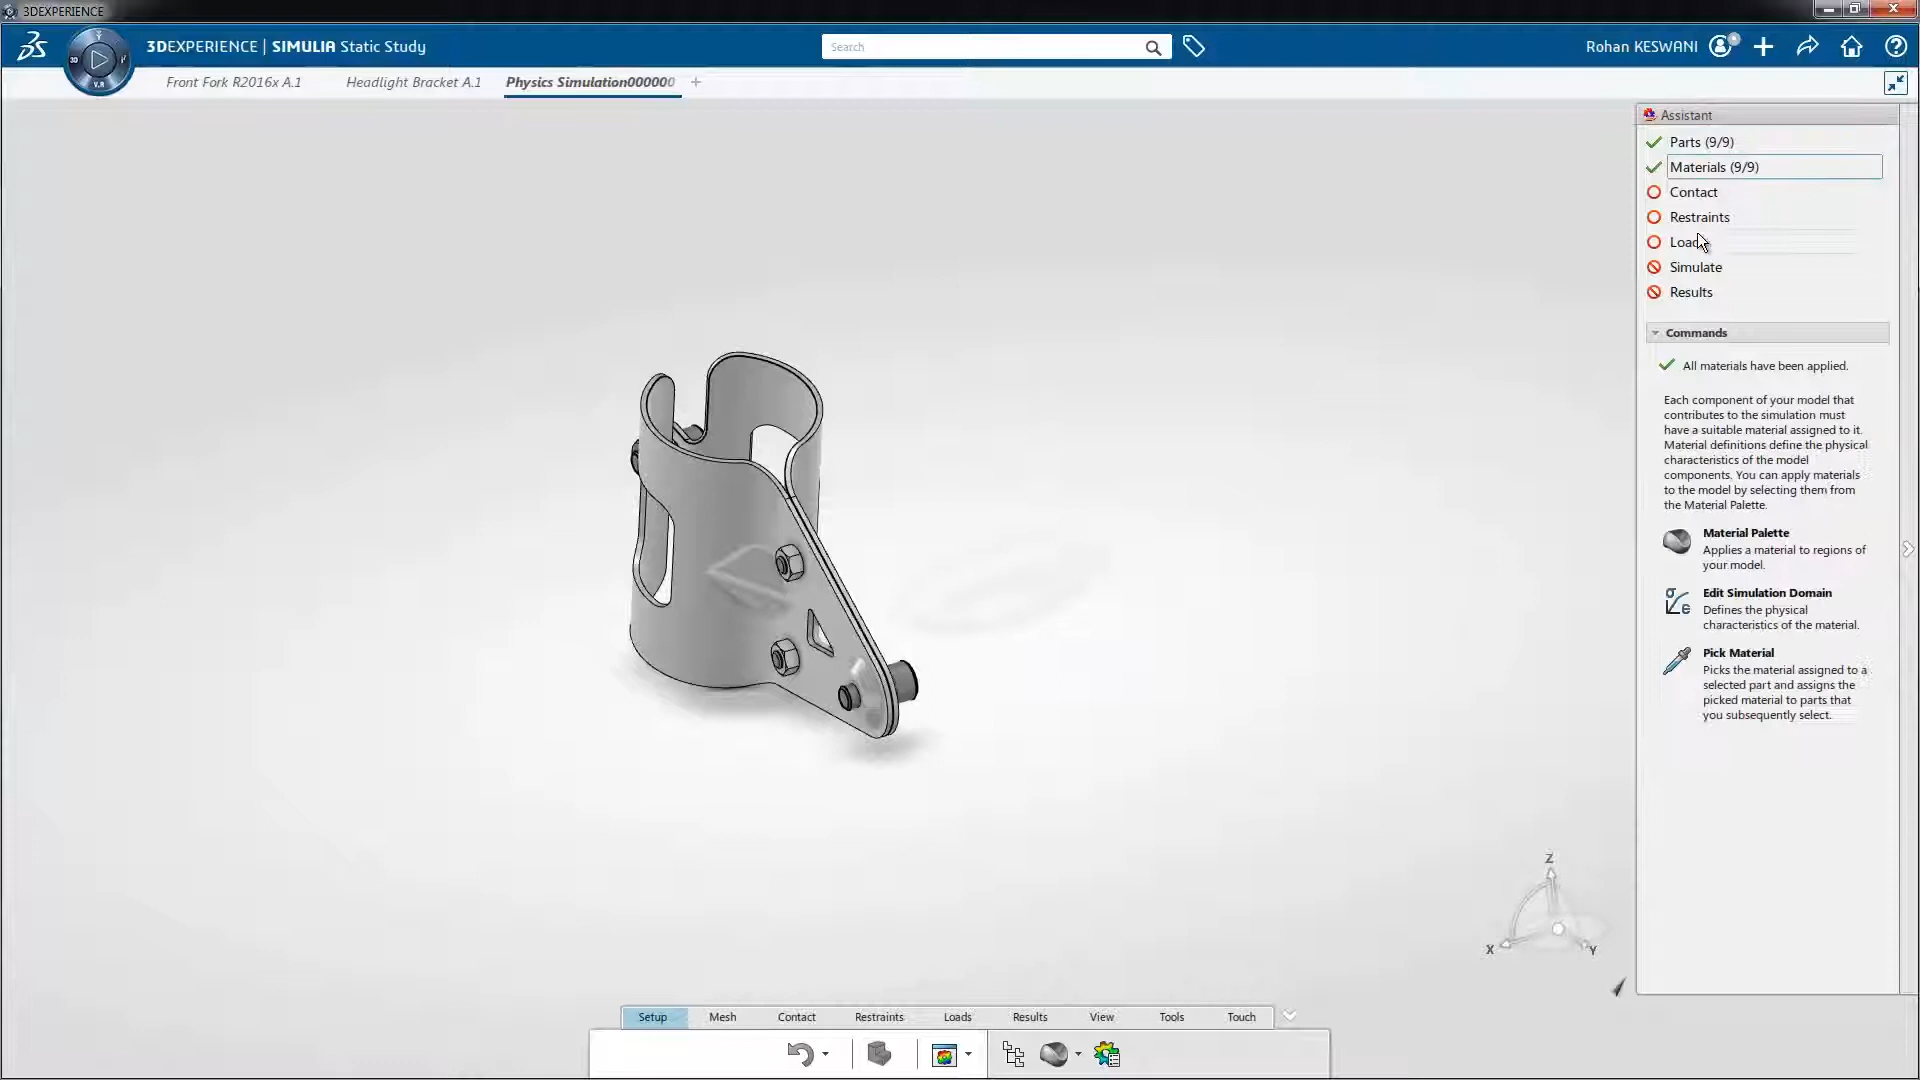 3DEXPERIENCE
3DEXPERIENCE | SIMULIA Static Study
Search
Rohan KESWANI
3D
V.R
Front Fork R2016x A.1
Headlight Bracket A.1
Physics Simulation000000
Assistant
Parts (9/9)
Materials (9/9)
Contact
Restraints
Loa
Simulate
Results
Commands
All materials have been applied.
Each component of your model that
contributes to the simulation must
have a suitable material assigned to it.
Material definitions define the physical
characteristics of the model
components. You can apply materials
to the model by selecting them from
the Material Palette.
Material Palette
Applies a material to regions of
your model.
Edit Simulation Domain
Defines the physical
characteristics of the material.
Pick Material
Picks the material assigned to a
selected part and assigns the
picked material to parts that
you subsequently select.
Z
X
Y
Setup
Mesh
Contact
Restraints
Loads
Results
View
Tools
Touch